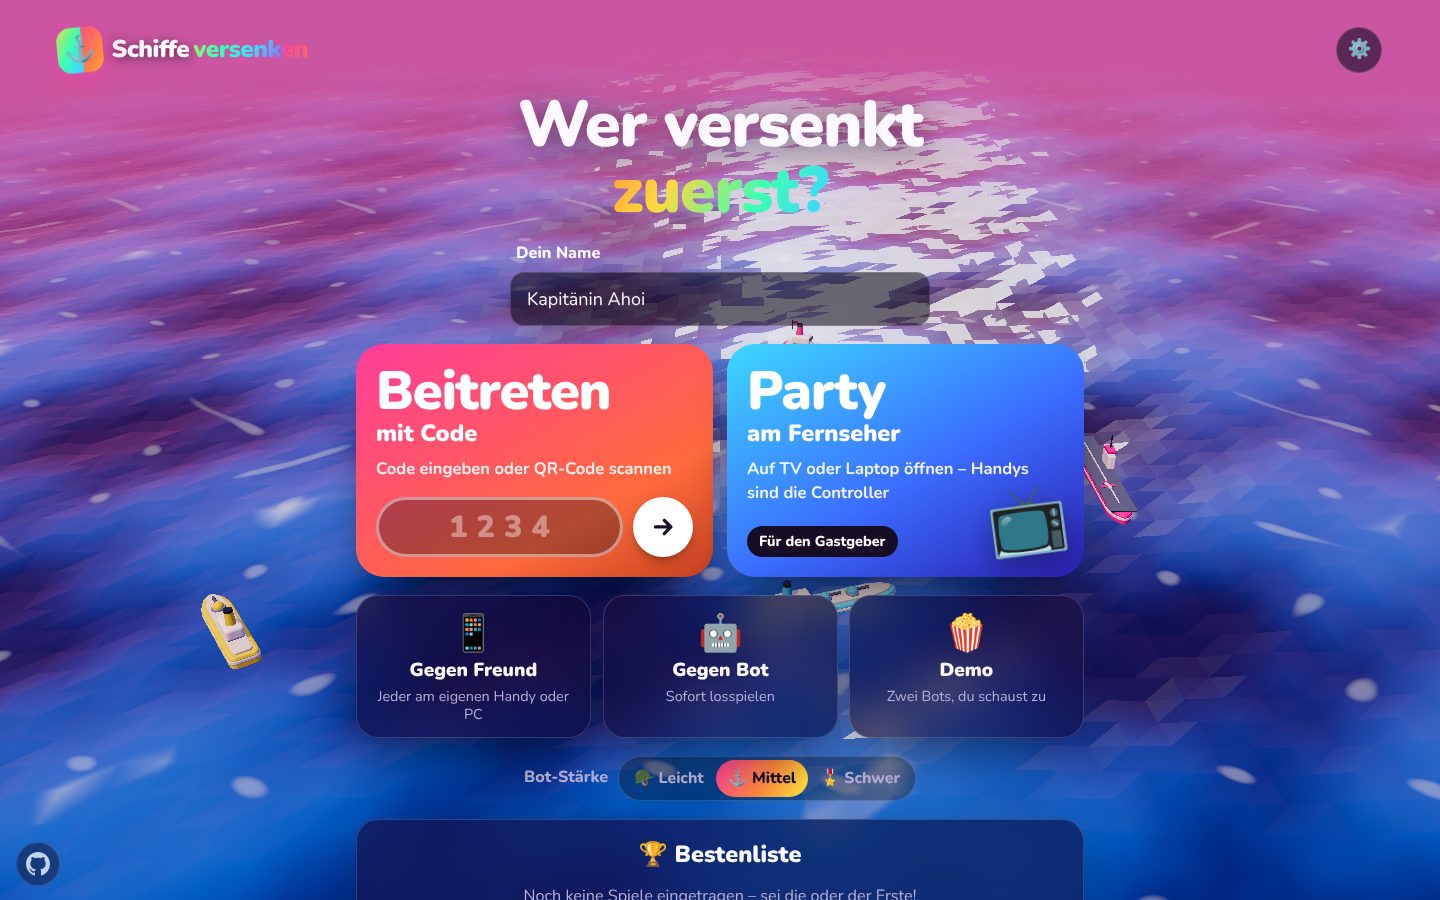 Schiffe versenken
Wer versenkt
zuerst?
Dein Name
Kapitänin Ahoi
Beitreten
mit Code
Code eingeben oder QR-Code scannen
1 2 3 4
Party
am Fernseher
Auf TV oder Laptop öffnen – Handys
sind die Controller
Für den Gastgeber
Gegen Freund
Jeder am eigenen Handy oder
PC
Gegen Bot
Sofort losspielen
Demo
Zwei Bots, du schaust zu
Bot-Stärke
Leicht
Mittel
Schwer
Bestenliste
Noch keine Spiele eingetragen – sei die oder der Erste!